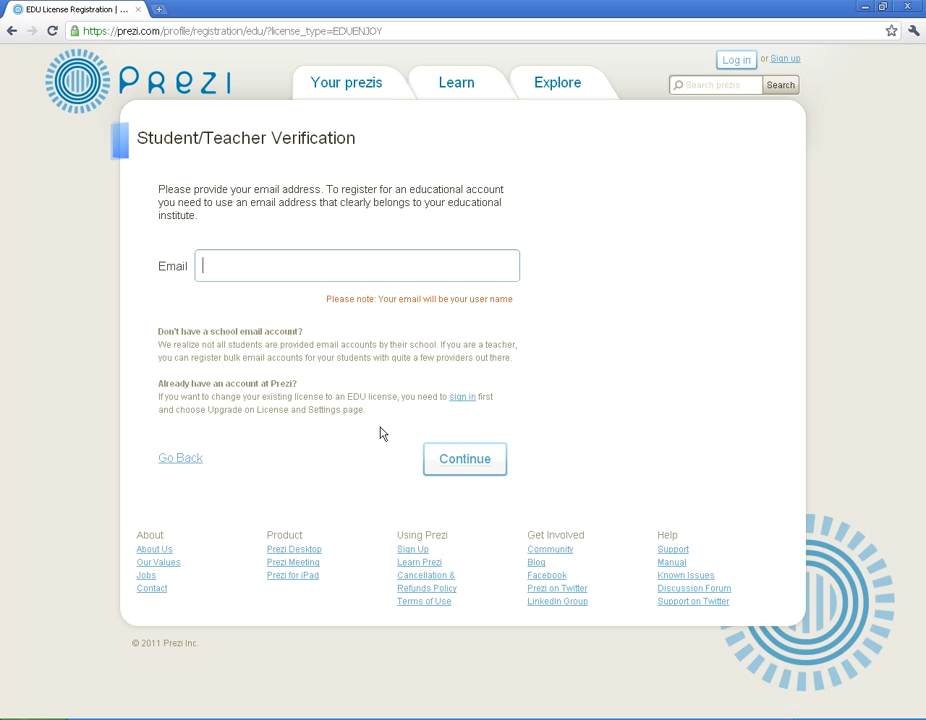 EDU License Registration | ...
https://prezi.com/profile/registration/edu/?license_type=EDUENJOY
PREZI
Your prezis
Learn
Explore
Log in or Sign up
Search prezis
Search
Student/Teacher Verification
Please provide your email address. To register for an educational account
you need to use an email address that clearly belongs to your educational
institute.
Email
Please note: Your email will be your user name
Don't have a school email account?
We realize not all students are provided email accounts by their school. If you are a teacher,
you can register bulk email accounts for your students with quite a few providers out there.
Already have an account at Prezi?
If you want to change your existing license to an EDU license, you need to sign in first
and choose Upgrade on License and Settings page.
Go Back
Continue
About
About Us
Our Values
Jobs
Contact
Product
Prezi Desktop
Prezi Meeting
Prezi for iPad
Using Prezi
Sign Up
Learn Prezi
Cancellation &
Refunds Policy
Terms of Use
Get Involved
Community
Blog
Facebook
Prezi on Twitter
LinkedIn Group
Help
Support
Manual
Known Issues
Discussion Forum
Support on Twitter
© 2011 Prezi Inc.